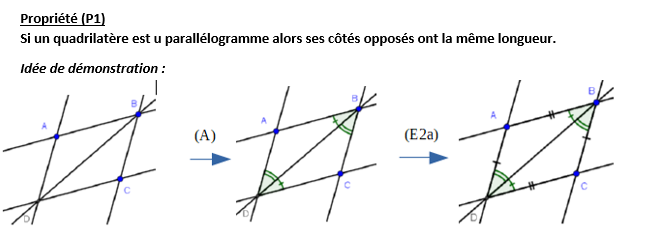 Propriété (P1)
Si un quadrilatère est u parallélogramme alors ses côtés opposés ont la même longueur.
Idée de démonstration :
A B C D
(A)
A B C D
(E2a)
A B C D